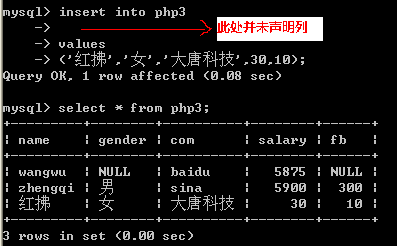 mysql> insert into php3
-> 此处并未声明列
-> values
-> ('红拂','女','大唐科技',30,10);
Query OK, 1 row affected (0.08 sec)
mysql> select * from php3;
+----------+--------+----------+--------+------+
| name | gender | com | salary | fb |
+----------+--------+----------+--------+------+
| wangwu | NULL | baidu | 5875 | NULL |
| zhengqi | 男 | sina | 5900 | 300 |
| 红拂 | 女 | 大唐科技 | 30 | 10 |
+----------+--------+----------+--------+------+
3 rows in set (0.00 sec)